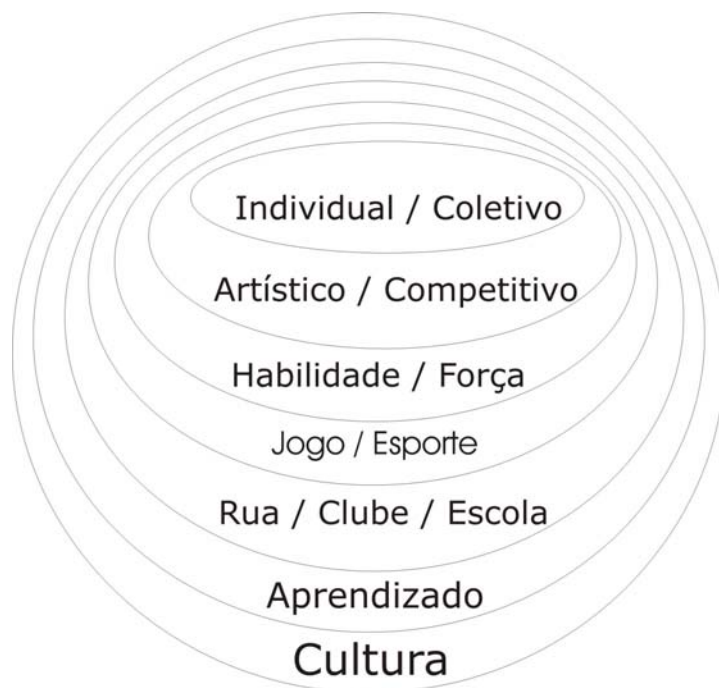 Individual / Coletivo
Artístico / Competitivo
Habilidade / Força
Jogo / Esporte
Rua / Clube / Escola
Aprendizado
Cultura